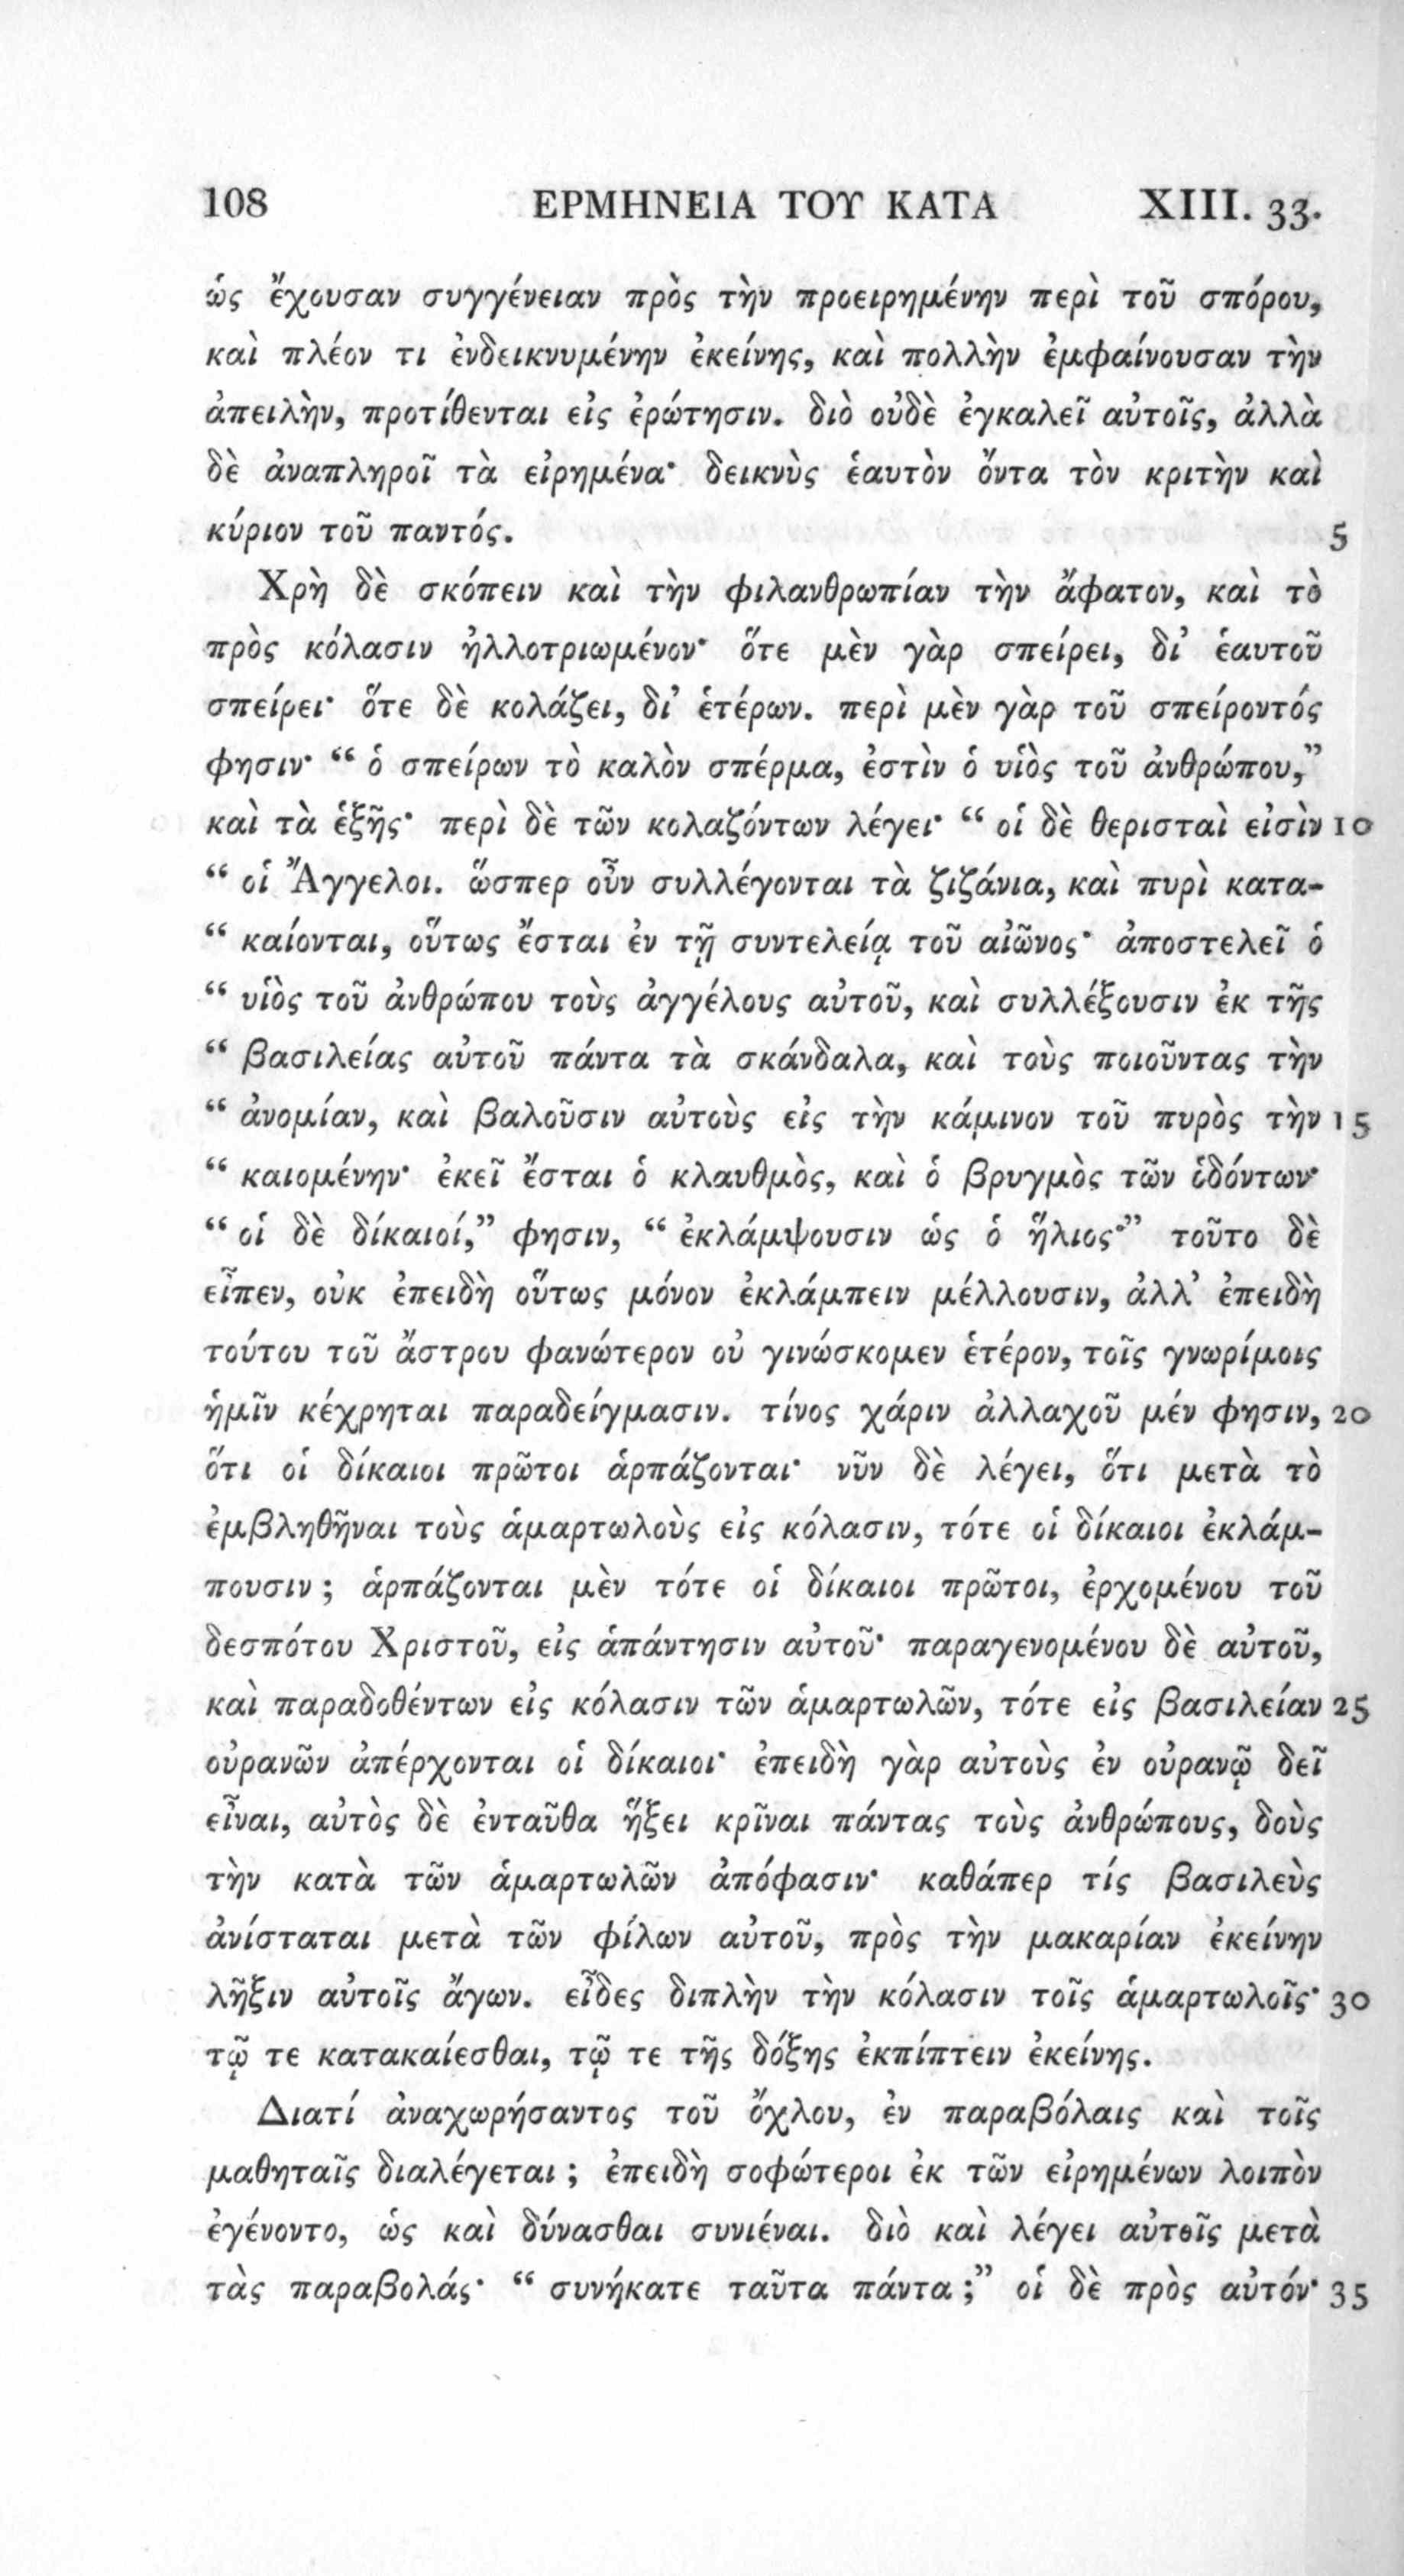 108 ΕΡΜΗΝΕΙΑ ΤΟΥ ΚΑΤΑ XIII. 33.
ὡς ἔχουσαν συγγένειαν πρὸς τὴν προειρημένην περὶ τοῦ σπόρου,
καὶ πλέον τι ἐνδεικνυμένην ἐκείνης, καὶ πολλὴν ἐμφαίνουσαν τὴν
ἀπειλὴν, προτίθενται εἰς ἐρώτησιν. διὸ οὐδὲ ἐγκαλεῖ αὐτοῖς, ἀλλὰ
δὲ ἀναπληροῖ τὰ εἰρημένα· δεικνὺς ἑαυτὸν ὄντα τὸν κριτὴν καὶ
κύριον τοῦ παντός. 5
Χρὴ δὲ σκόπειν καὶ τὴν φιλανθρωπίαν τὴν ἄφατον, καὶ τὸ
πρὸς κόλασιν ἠλλοτριωμένον· ὅτε μὲν γὰρ σπείρει, δι’ ἑαυτοῦ
σπείρει· ὅτε δὲ κολάζει, δι’ ἑτέρων. περὶ μὲν γὰρ τοῦ σπείροντός
φησιν· “ ὁ σπείρων τὸ καλὸν σπέρμα, ἐστὶν ὁ υἱὸς τοῦ ἀνθρώπου,”
καὶ τὰ ἑξῆς· περὶ δὲ τῶν κολαζόντων λέγει· “ οἱ δὲ θερισταὶ εἰσὶν 10
“ οἱ Ἄγγελοι. ὥσπερ οὖν συλλέγονται τὰ ζιζάνια, καὶ πυρὶ κατα-
“ καίονται, οὕτως ἔσται ἐν τῇ συντελείᾳ τοῦ αἰῶνος· ἀποστελεῖ ὁ
“ υἱὸς τοῦ ἀνθρώπου τοὺς ἀγγέλους αὐτοῦ, καὶ συλλέξουσιν ἐκ τῆς
“ βασιλείας αὐτοῦ πάντα τὰ σκάνδαλα, καὶ τοὺς ποιοῦντας τὴν
“ ἀνομίαν, καὶ βαλοῦσιν αὐτοὺς εἰς τὴν κάμινον τοῦ πυρὸς τὴν 15
“ καιομένην· ἐκεῖ ἔσται ὁ κλαυθμὸς, καὶ ὁ βρυγμὸς τῶν ὀδόντων·
“ οἱ δὲ δίκαιοί,” φησιν, “ ἐκλάμψουσιν ὡς ὁ ἥλιος·” τοῦτο δὲ
εἶπεν, οὐκ ἐπειδὴ οὕτως μόνον ἐκλάμπειν μέλλουσιν, ἀλλ’ ἐπειδὴ
τούτου τοῦ ἄστρου φανώτερον οὐ γινώσκομεν ἑτέρον, τοῖς γνωρίμοις
ἡμῖν κέχρηται παραδείγμασιν. τίνος χάριν ἀλλαχοῦ μέν φησιν, 20
ὅτι οἱ δίκαιοι πρῶτοι ἁρπάζονται· νῦν δὲ λέγει, ὅτι μετὰ τὸ
ἐμβληθῆναι τοὺς ἁμαρτωλοὺς εἰς κόλασιν, τότε οἱ δίκαιοι ἐκλάμ-
πουσιν ; ἁρπάζονται μὲν τότε οἱ δίκαιοι πρῶτοι, ἐρχομένου τοῦ
δεσπότου Χριστοῦ, εἰς ἁπάντησιν αὐτοῦ· παραγενομένου δὲ αὐτοῦ,
καὶ παραδοθέντων εἰς κόλασιν τῶν ἁμαρτωλῶν, τότε εἰς βασιλείαν 25
οὐρανῶν ἀπέρχονται οἱ δίκαιοι· ἐπειδὴ γὰρ αὐτοὺς ἐν οὐρανῷ δεῖ
εἶναι, αὐτὸς δὲ ἐνταῦθα ἥξει κρῖναι πάντας τοὺς ἀνθρώπους, δοὺς
τὴν κατὰ τῶν ἁμαρτωλῶν ἀπόφασιν· καθάπερ τίς βασιλεὺς
ἀνίσταται μετὰ τῶν φίλων αὐτοῦ, πρὸς τὴν μακαρίαν ἐκείνην
λῆξιν αὐτοῖς ἄγων. εἶδες διπλὴν τὴν κόλασιν τοῖς ἁμαρτωλοῖς· 30
τῷ τε κατακαίεσθαι, τῷ τε τῆς δόξης ἐκπίπτειν ἐκείνης.
Διατί ἀναχωρήσαντος τοῦ ὄχλου, ἐν παραβόλαις καὶ τοῖς
μαθηταῖς διαλέγεται ; ἐπειδὴ σοφώτεροι ἐκ τῶν εἰρημένων λοιπὸν
ἐγένοντο, ὡς καὶ δύνασθαι συνιέναι. διὸ καὶ λέγει αὐτοῖς μετὰ
τὰς παραβολάς· “ συνήκατε ταῦτα πάντα ;” οἱ δὲ πρὸς αὐτόν· 35